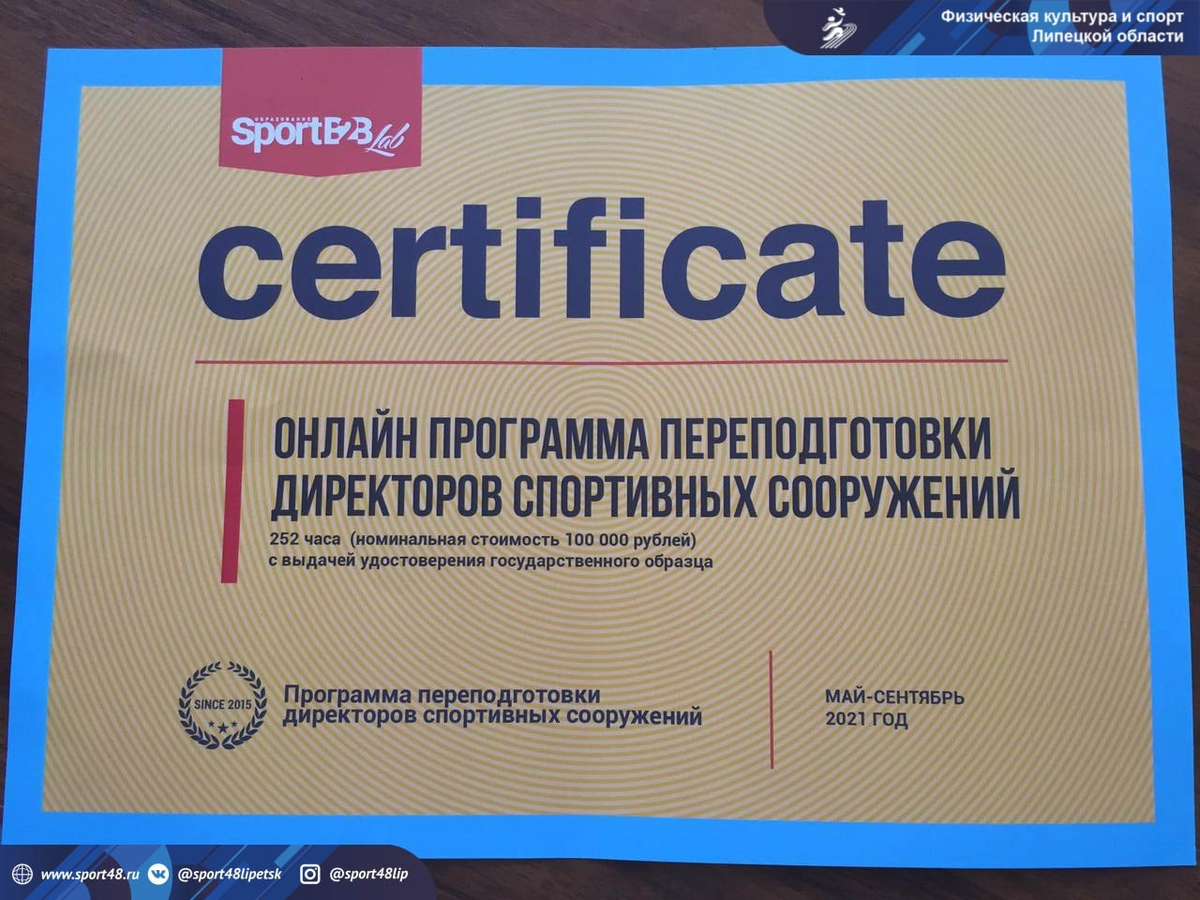 Физическая культура и спорт
Липецкой области
ОБРАЗОВАНИЕ
SportB2B Lab
certificate
ОНЛАЙН ПРОГРАММА ПЕРЕПОДГОТОВКИ
ДИРЕКТОРОВ СПОРТИВНЫХ СООРУЖЕНИЙ
252 часа (номинальная стоимость 100 000 рублей)
с выдачей удостоверения государственного образца
SINCE 2015
Программа переподготовки
директоров спортивных сооружений
МАЙ-СЕНТЯБРЬ
2021 ГОД
www.sport48.ru @sport48lipetsk @sport48lip